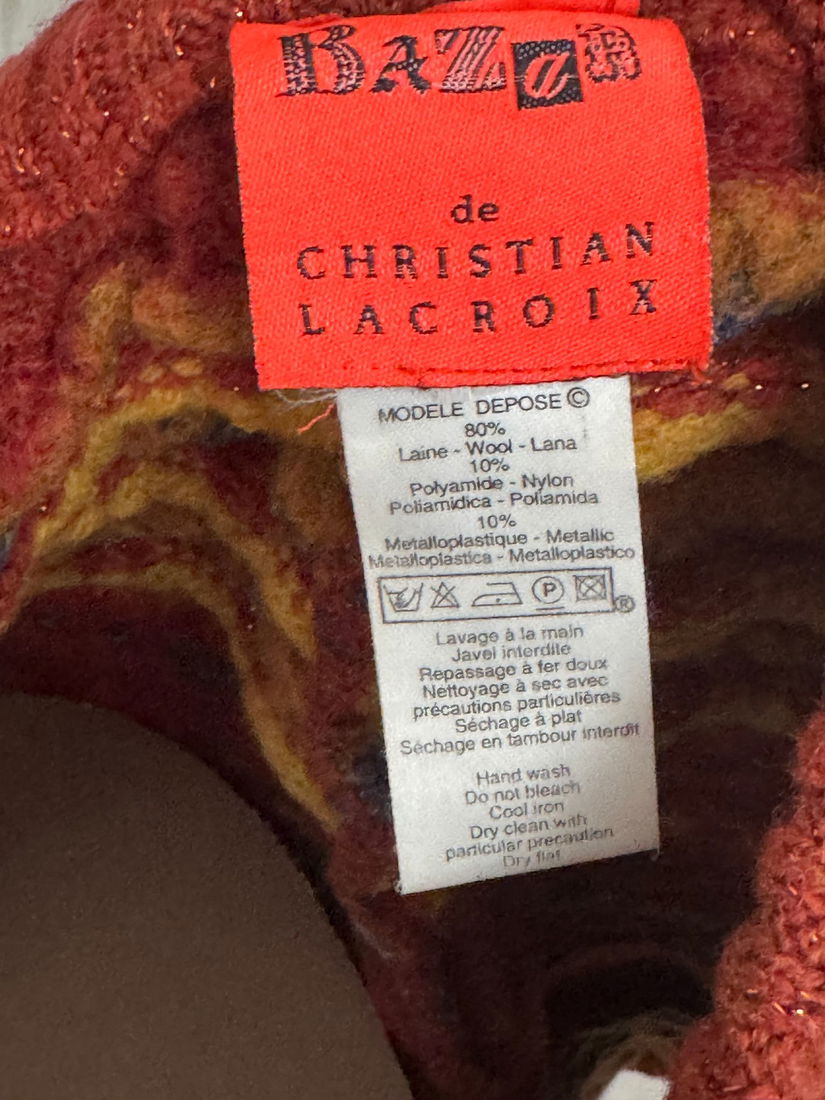 BAZaR
de
CHRISTIAN
LACROIX
MODELE DEPOSE ©
80%
Laine - Wool - Lana
10%
Polyamide - Nylon
Poliamidica - Poliamida
10%
Metalloplastique - Metallic
Metalloplastica - Metalloplastico
P
®
Lavage à la main
Javel interdite
Repassage à fer doux
Nettoyage à sec avec
précautions particulières
Séchage à plat
Séchage en tambour interdit
Hand wash
Do not bleach
Cool iron
Dry clean with
particular precaution
Dry flat